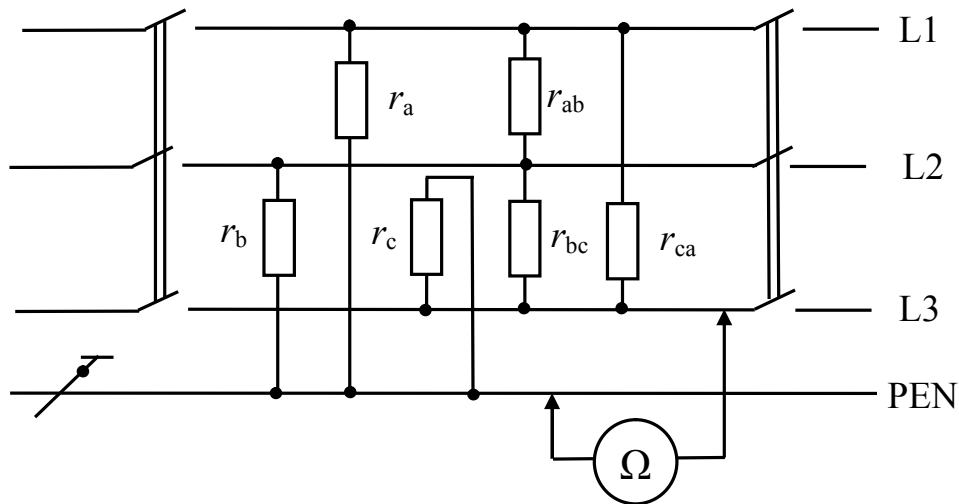 L1
r_a
r_ab
L2
r_b
r_c
r_bc
r_ca
L3
PEN
Ω